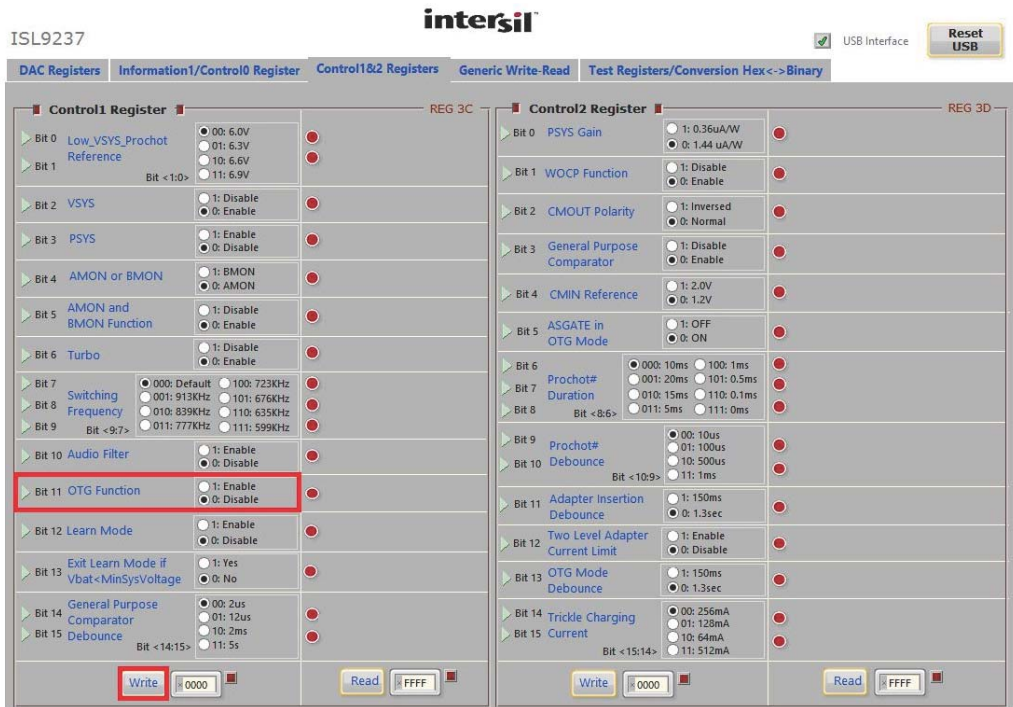 intersil™
ISL9237
USB Interface
Reset USB
DAC Registers Information1/Control0 Register Control1&2 Registers Generic Write-Read Test Registers/Conversion Hex<->Binary
Control1 Register REG 3C
Bit 0 Low_VSYS_Prochot
Bit 1 Reference
Bit <1:0>
00: 6.0V
01: 6.3V
10: 6.6V
11: 6.9V
Bit 2 VSYS
1: Disable
0: Enable
Bit 3 PSYS
1: Enable
0: Disable
Bit 4 AMON or BMON
1: BMON
0: AMON
Bit 5 AMON and
BMON Function
1: Disable
0: Enable
Bit 6 Turbo
1: Disable
0: Enable
Bit 7
Bit 8 Switching
Bit 9 Frequency
Bit <9:7>
000: Default 100: 723KHz
001: 913KHz 101: 676KHz
010: 839KHz 110: 635KHz
011: 777KHz 111: 599KHz
Bit 10 Audio Filter
1: Enable
0: Disable
Bit 11 OTG Function
1: Enable
0: Disable
Bit 12 Learn Mode
1: Enable
0: Disable
Bit 13 Exit Learn Mode if
Vbat<MinSysVoltage
1: Yes
0: No
Bit 14 General Purpose
Comparator
Bit 15 Debounce
Bit <14:15>
00: 2us
01: 12us
10: 2ms
11: 5s
Write x 0000 Read x FFFF
Control2 Register REG 3D
Bit 0 PSYS Gain
1: 0.36uA/W
0: 1.44 uA/W
Bit 1 WOCP Function
1: Disable
0: Enable
Bit 2 CMOUT Polarity
1: Inversed
0: Normal
Bit 3 General Purpose
Comparator
1: Disable
0: Enable
Bit 4 CMIN Reference
1: 2.0V
0: 1.2V
Bit 5 ASGATE in
OTG Mode
1: OFF
0: ON
Bit 6
Bit 7 Prochot#
Bit 8 Duration
Bit <8:6>
000: 10ms 100: 1ms
001: 20ms 101: 0.5ms
010: 15ms 110: 0.1ms
011: 5ms 111: 0ms
Bit 9 Prochot#
Bit 10 Debounce
Bit <10:9>
00: 10us
01: 100us
10: 500us
11: 1ms
Bit 11 Adapter Insertion
Debounce
1: 150ms
0: 1.3sec
Bit 12 Two Level Adapter
Current Limit
1: Enable
0: Disable
Bit 13 OTG Mode
Debounce
1: 150ms
0: 1.3sec
Bit 14 Trickle Charging
Bit 15 Current
Bit <15:14>
00: 256mA
01: 128mA
10: 64mA
11: 512mA
Write x 0000 Read x FFFF